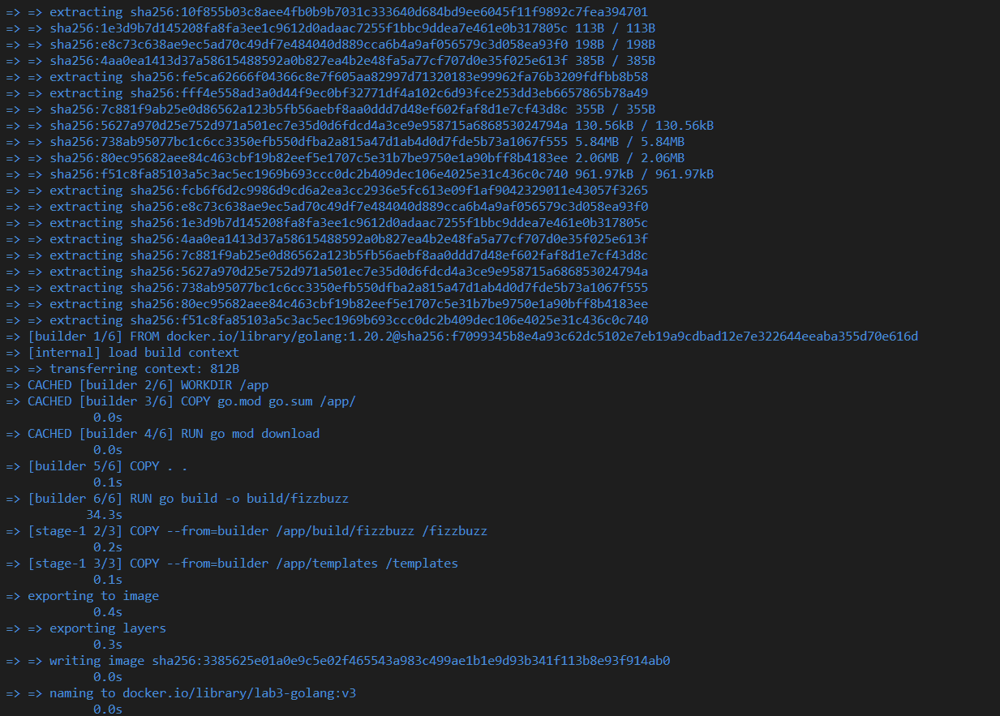 => => extracting sha256:10f855b03c8aee4fb0b9b7031c333640d684bd9ee6045f11f9892c7fea394701
=> => sha256:1e3d9b7d145208fa8fa3ee1c9612d0adaac7255f1bbc9ddea7e461e0b317805c 113B / 113B
=> => sha256:e8c73c638ae9ec5ad70c49df7e484040d889cca6b4a9af056579c3d058ea93f0 198B / 198B
=> => sha256:4aa0ea1413d37a58615488592a0b827ea4b2e48fa5a77cf707d0e35f025e613f 385B / 385B
=> => extracting sha256:fe5ca62666f04366c8e7f605aa82997d71320183e99962fa76b3209fdfbb8b58
=> => extracting sha256:fff4e558ad3a0d44f9ec0bf32771df4a102c6d93fce253dd3eb6657865b78a49
=> => sha256:7c881f9ab25e0d86562a123b5fb56aebf8aa0ddd7d48ef602faf8d1e7cf43d8c 355B / 355B
=> => sha256:5627a970d25e752d971a501ec7e35d0d6fdcd4a3ce9e958715a686853024794a 130.56kB / 130.56kB
=> => sha256:738ab95077bc1c6cc3350efb550dfba2a815a47d1ab4d0d7fde5b73a1067f555 5.84MB / 5.84MB
=> => sha256:80ec95682aee84c463cbf19b82eef5e1707c5e31b7be9750e1a90bff8b4183ee 2.06MB / 2.06MB
=> => sha256:f51c8fa85103a5c3ac5ec1969b693ccc0dc2b409dec106e4025e31c436c0c740 961.97kB / 961.97kB
=> => extracting sha256:fcb6f6d2c9986d9cd6a2ea3cc2936e5fc613e09f1af9042329011e43057f3265
=> => extracting sha256:e8c73c638ae9ec5ad70c49df7e484040d889cca6b4a9af056579c3d058ea93f0
=> => extracting sha256:1e3d9b7d145208fa8fa3ee1c9612d0adaac7255f1bbc9ddea7e461e0b317805c
=> => extracting sha256:4aa0ea1413d37a58615488592a0b827ea4b2e48fa5a77cf707d0e35f025e613f
=> => extracting sha256:7c881f9ab25e0d86562a123b5fb56aebf8aa0ddd7d48ef602faf8d1e7cf43d8c
=> => extracting sha256:5627a970d25e752d971a501ec7e35d0d6fdcd4a3ce9e958715a686853024794a
=> => extracting sha256:738ab95077bc1c6cc3350efb550dfba2a815a47d1ab4d0d7fde5b73a1067f555
=> => extracting sha256:80ec95682aee84c463cbf19b82eef5e1707c5e31b7be9750e1a90bff8b4183ee
=> => extracting sha256:f51c8fa85103a5c3ac5ec1969b693ccc0dc2b409dec106e4025e31c436c0c740
=> [builder 1/6] FROM docker.io/library/golang:1.20.2@sha256:f7099345b8e4a93c62dc5102e7eb19a9cdbad12e7e322644eeaba355d70e616d
=> [internal] load build context
=> => transferring context: 812B
=> CACHED [builder 2/6] WORKDIR /app
=> CACHED [builder 3/6] COPY go.mod go.sum /app/
0.0s
=> CACHED [builder 4/6] RUN go mod download
0.0s
=> [builder 5/6] COPY . .
0.1s
=> [builder 6/6] RUN go build -o build/fizzbuzz
34.3s
=> [stage-1 2/3] COPY --from=builder /app/build/fizzbuzz /fizzbuzz
0.2s
=> [stage-1 3/3] COPY --from=builder /app/templates /templates
0.1s
=> exporting to image
0.4s
=> => exporting layers
0.3s
=> => writing image sha256:3385625e01a0e9c5e02f465543a983c499ae1b1e9d93b341f113b8e93f914ab0
0.0s
=> => naming to docker.io/library/lab3-golang:v3
0.0s